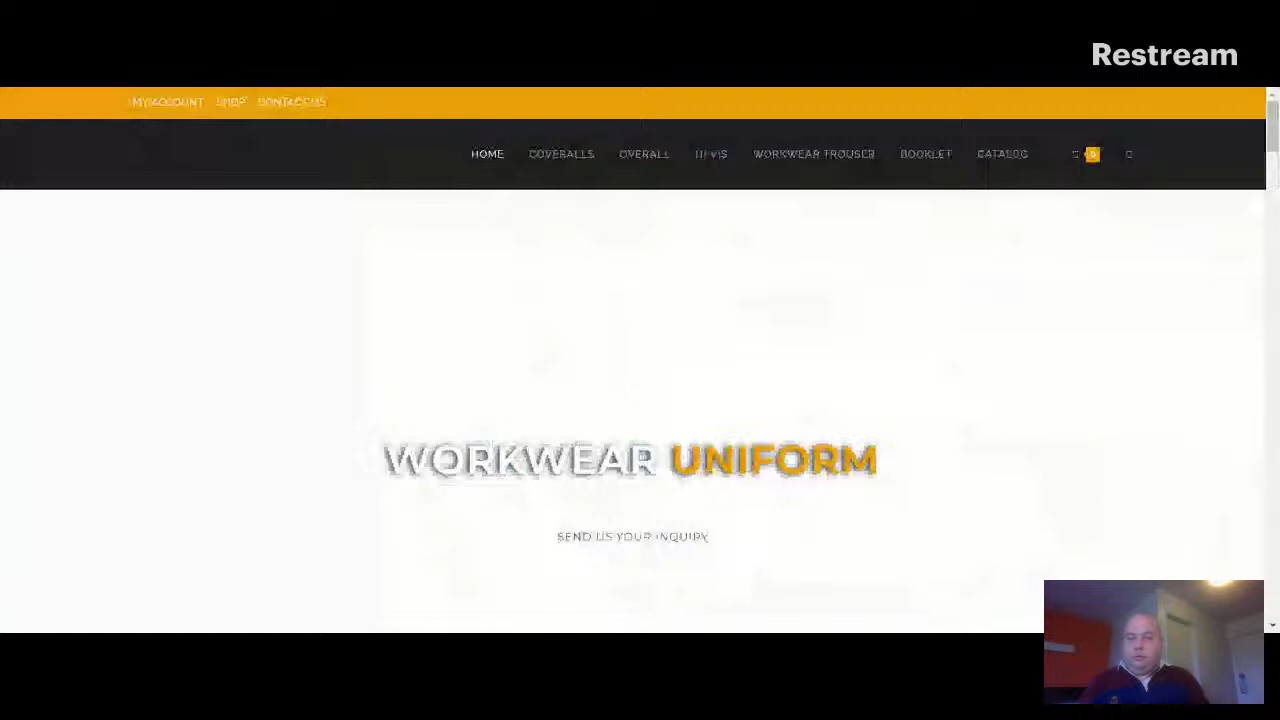 Restream
MY ACCOUNT SHOP CONTACT US
HOME COVERALLS OVERALL HI VIS WORKWEAR TROUSER BOOKLET CATALOG 0
WORKWEAR UNIFORM
SEND US YOUR INQUIRY